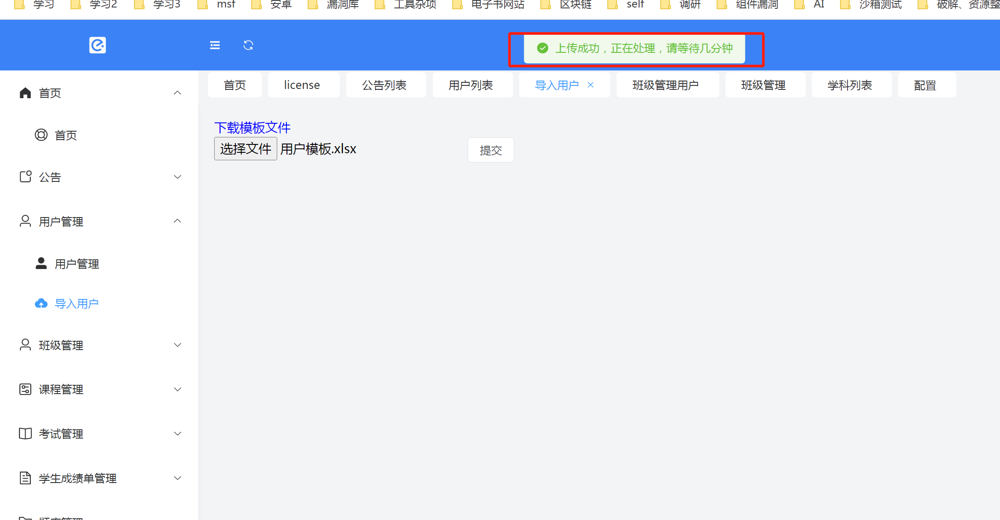 学习 学习2 学习3 msf 安卓 漏洞库 工具杂项 电子书网站 区块链 self 调研 组件漏洞 AI 沙箱测试 破解、资源整
上传成功，正在处理，请等待几分钟
首页 license 公告列表 用户列表 导入用户 班级管理用户 班级管理 学科列表 配置
首页
首页
公告
用户管理
用户管理
导入用户
班级管理
课程管理
考试管理
学生成绩单管理
题库管理
下载模板文件
选择文件 用户模板.xlsx 提交